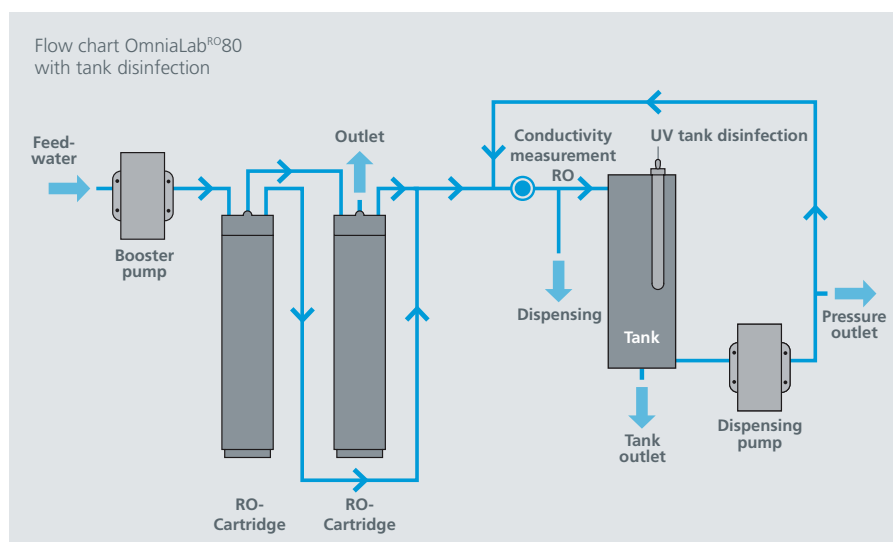 Flow chart OmniaLabRO80
with tank disinfection
Feed-
water
Outlet
Conductivity
measurement
RO
UV tank disinfection
Booster
pump
Dispensing
Tank
Pressure
outlet
Tank
outlet
Dispensing
pump
RO-
Cartridge
RO-
Cartridge